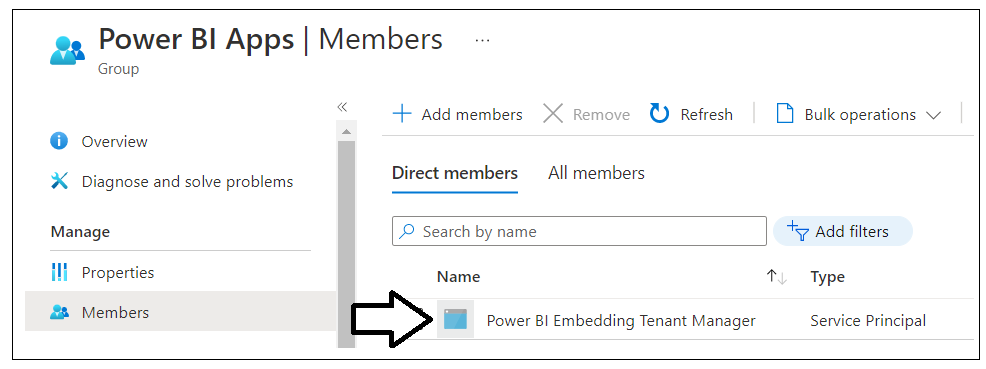 Power BI Apps | Members ...
Group
Add members Remove Refresh Bulk operations
Overview
Diagnose and solve problems
Direct members All members
Manage
Search by name Add filters
Properties
Name Type
Members
Power BI Embedding Tenant Manager Service Principal